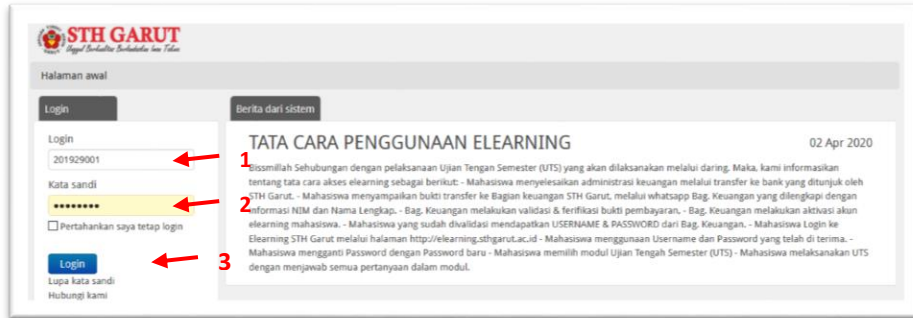 STH GARUT
Halaman awal
Login
Login
201929001
1
Kata sandi
••••••••
2
Pertahankan saya tetap login
Login
3
Lupa kata sandi
Hubungi kami
Berita dari sistem
TATA CARA PENGGUNAAN ELEARNING
02 Apr 2020
Bissmillah Sehubungan dengan pelaksanaan Ujian Tengan Semester (UTS) yang akan dilaksanakan melalui daring. Maka, kami informasikan
tentang tata cara akses elearning sebagai berikut: - Mahasiswa menyelesaikan administrasi keuangan melalui transfer ke bank yang ditunjuk oleh
STH Garut. - Mahasiswa menyampaikan bukti transfer ke Bagian keuangan STH Garut, melalui whatsapp Bag. Keuangan yang dilengkapi dengan
informasi NIM dan Nama Lengkap. - Bag. Keuangan melakukan validasi & ferifikasi bukti pembayaran, - Bag. Keuangan melakukan aktivasi akun
elearning mahasiswa. - Mahasiswa yang sudah divalidasi mendapatkan USERNAME & PASSWORD dari Bag. Keuangan. - Mahasiswa Login ke
Elearning STH Garut melalui halaman http://elearning.sthgarut.ac,id - Mahasiswa menggunaan Username dan Password yang telah di terima. -
Mahasiswa mengganti Password dengan Password baru - Mahasiswa memilih modul Ujian Tengah Semester (UTS) - Mahasiswa melaksanakan UTS
dengan menjawab semua pertanyaan dalam modul.